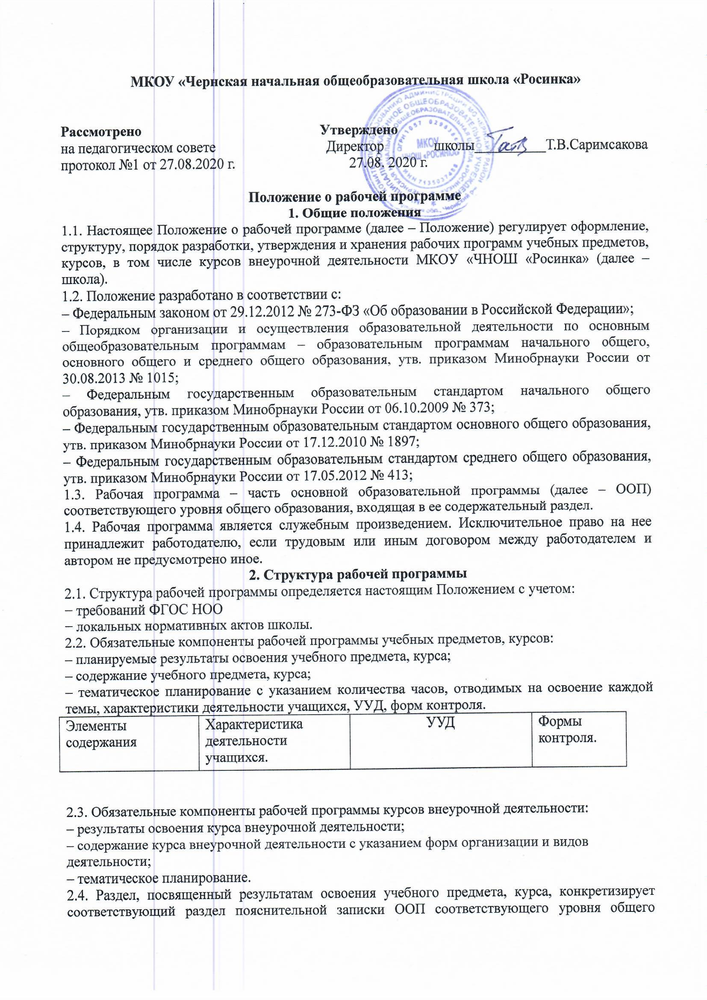 МКОУ «Чернская начальная общеобразовательная школа «Росинка»
Рассмотрено
на педагогическом совете
протокол №1 от 27.08.2020 г.
Утверждено
Директор школы Т.В.Саримсакова
27.08. 2020 г.
МКОУ
ЧНОШ «РОСИНКА»
ИНН 7135037488
Положение о рабочей программе
1. Общие положения
1.1. Настоящее Положение о рабочей программе (далее – Положение) регулирует оформление,
структуру, порядок разработки, утверждения и хранения рабочих программ учебных предметов,
курсов, в том числе курсов внеурочной деятельности МКОУ «ЧНОШ «Росинка» (далее –
школа).
1.2. Положение разработано в соответствии с:
– Федеральным законом от 29.12.2012 № 273-ФЗ «Об образовании в Российской Федерации»;
– Порядком организации и осуществления образовательной деятельности по основным
общеобразовательным программам – образовательным программам начального общего,
основного общего и среднего общего образования, утв. приказом Минобрнауки России от
30.08.2013 № 1015;
– Федеральным государственным образовательным стандартом начального общего
образования, утв. приказом Минобрнауки России от 06.10.2009 № 373;
– Федеральным государственным образовательным стандартом основного общего образования,
утв. приказом Минобрнауки России от 17.12.2010 № 1897;
– Федеральным государственным образовательным стандартом среднего общего образования,
утв. приказом Минобрнауки России от 17.05.2012 № 413;
1.3. Рабочая программа – часть основной образовательной программы (далее – ООП)
соответствующего уровня общего образования, входящая в ее содержательный раздел.
1.4. Рабочая программа является служебным произведением. Исключительное право на нее
принадлежит работодателю, если трудовым или иным договором между работодателем и
автором не предусмотрено иное.
2. Структура рабочей программы
2.1. Структура рабочей программы определяется настоящим Положением с учетом:
– требований ФГОС НОО
– локальных нормативных актов школы.
2.2. Обязательные компоненты рабочей программы учебных предметов, курсов:
– планируемые результаты освоения учебного предмета, курса;
– содержание учебного предмета, курса;
– тематическое планирование с указанием количества часов, отводимых на освоение каждой
темы, характеристики деятельности учащихся, УУД, форм контроля.
Элементы
содержания
Характеристика
деятельности
учащихся.
УУД
Формы
контроля.
2.3. Обязательные компоненты рабочей программы курсов внеурочной деятельности:
– результаты освоения курса внеурочной деятельности;
– содержание курса внеурочной деятельности с указанием форм организации и видов
деятельности;
– тематическое планирование.
2.4. Раздел, посвященный результатам освоения учебного предмета, курса, конкретизирует
соответствующий раздел пояснительной записки ООП соответствующего уровня общего